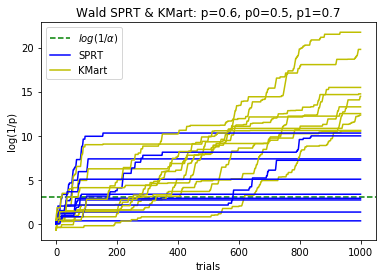 Wald SPRT & KMart: p=0.6, p0=0.5, p1=0.7
log(1/α)
SPRT
KMart
log(1/p)
20
15
10
5
0
0 200 400 600 800 1000
trials